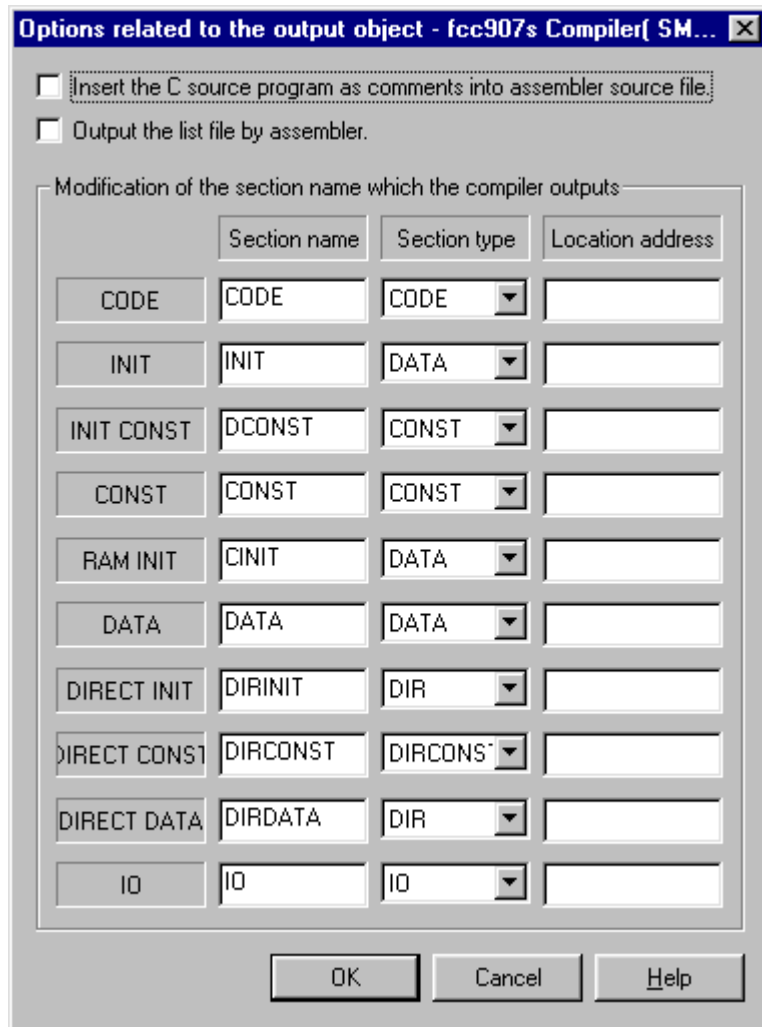 Options related to the output object - fcc907s Compiler( SM...
Insert the C source program as comments into assembler source file.
Output the list file by assembler.
Modification of the section name which the compiler outputs
Section name Section type Location address
CODE CODE CODE
INIT INIT DATA
INIT CONST DCONST CONST
CONST CONST CONST
RAM INIT CINIT DATA
DATA DATA DATA
DIRECT INIT DIRINIT DIR
DIRECT CONST DIRCONST DIRCONST
DIRECT DATA DIRDATA DIR
IO IO IO
OK Cancel Help